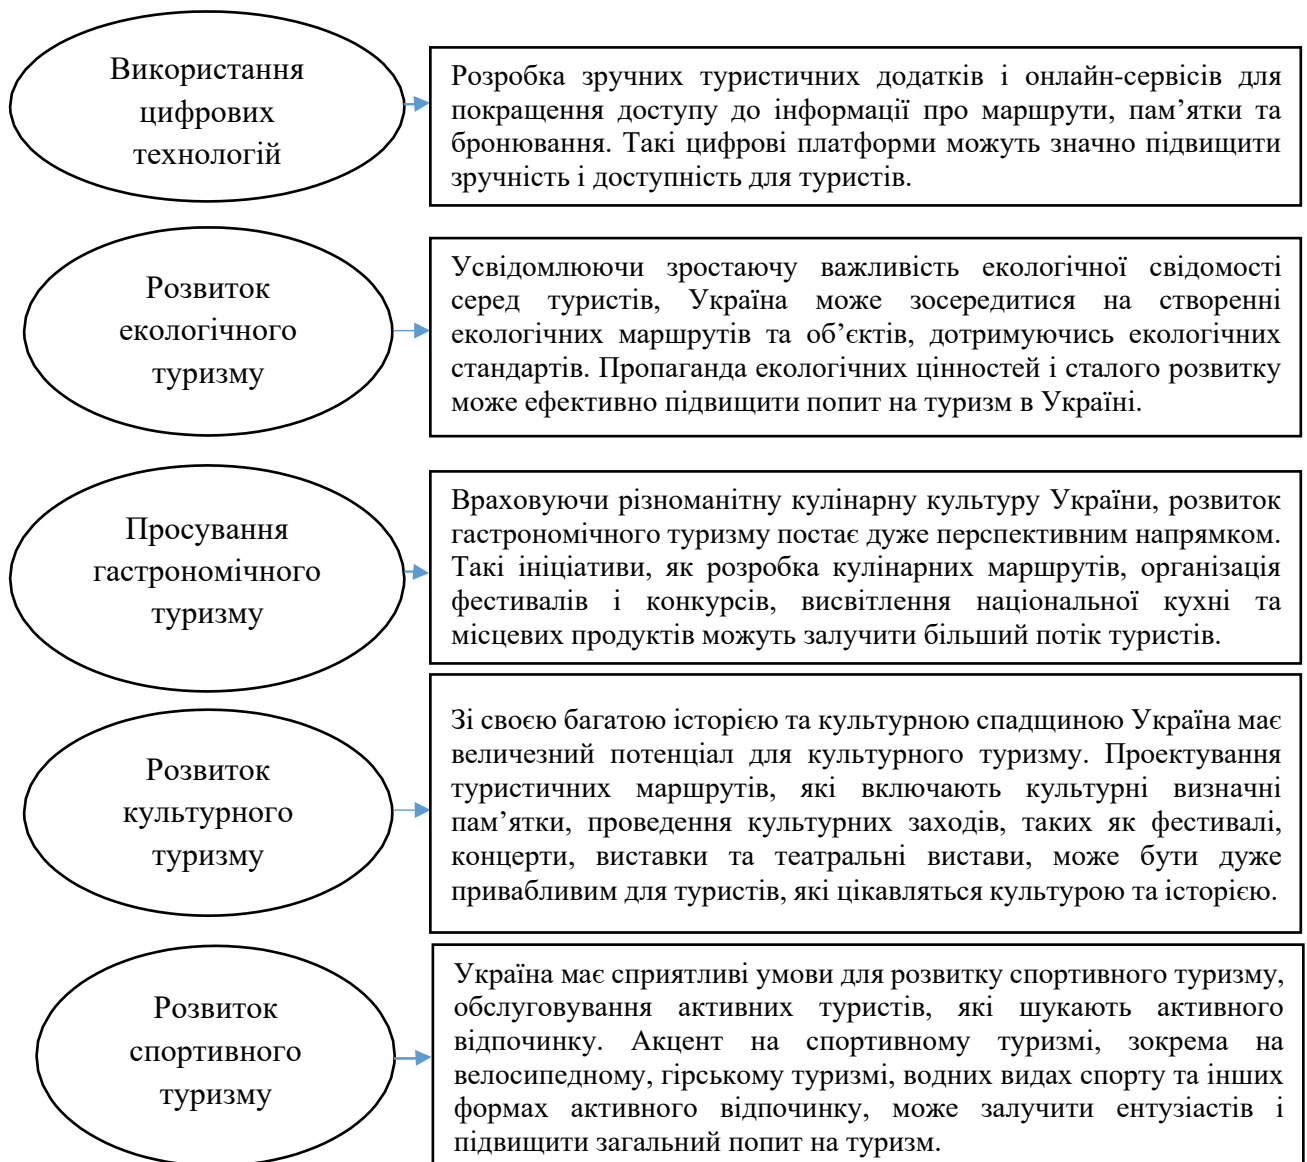 Використання
цифрових
технологій
Розробка зручних туристичних додатків і онлайн-сервісів для
покращення доступу до інформації про маршрути, пам’ятки та
бронювання. Такі цифрові платформи можуть значно підвищити
зручність і доступність для туристів.
Розвиток
екологічного
туризму
Усвідомлюючи зростаючу важливість екологічної свідомості
серед туристів, Україна може зосередитися на створенні
екологічних маршрутів та об’єктів, дотримуючись екологічних
стандартів. Пропаганда екологічних цінностей і сталого розвитку
може ефективно підвищити попит на туризм в Україні.
Просування
гастрономічного
туризму
Враховуючи різноманітну кулінарну культуру України, розвиток
гастрономічного туризму постає дуже перспективним напрямком.
Такі ініціативи, як розробка кулінарних маршрутів, організація
фестивалів і конкурсів, висвітлення національної кухні та
місцевих продуктів можуть залучити більший потік туристів.
Розвиток
культурного
туризму
Зі своєю багатою історією та культурною спадщиною Україна має
величезний потенціал для культурного туризму. Проектування
туристичних маршрутів, які включають культурні визначні
пам’ятки, проведення культурних заходів, таких як фестивалі,
концерти, виставки та театральні вистави, може бути дуже
привабливим для туристів, які цікавляться культурою та історією.
Розвиток
спортивного
туризму
Україна має сприятливі умови для розвитку спортивного туризму,
обслуговування активних туристів, які шукають активного
відпочинку. Акцент на спортивному туризмі, зокрема на
велосипедному, гірському туризмі, водних видах спорту та інших
формах активного відпочинку, може залучити ентузіастів і
підвищити загальний попит на туризм.